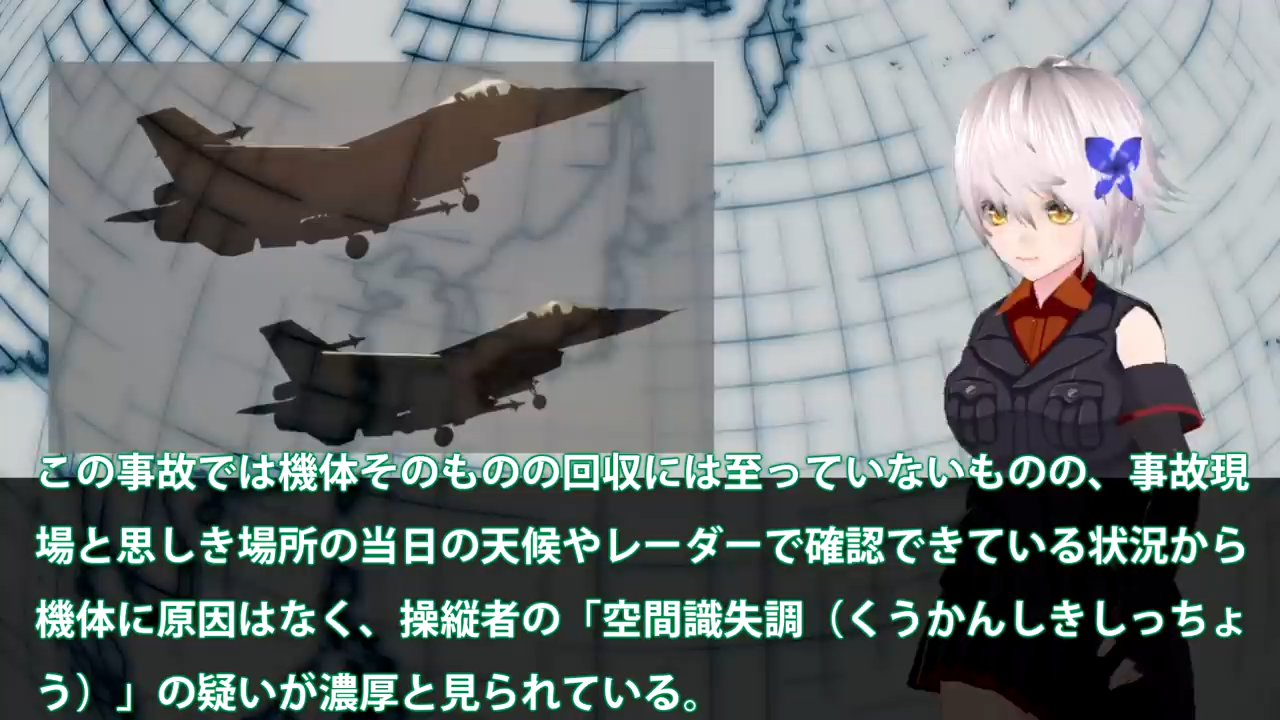 この事故では機体そのものの回収には至っていないものの、事故現
場と思しき場所の当日の天候やレーダーで確認できている状況から
機体に原因はなく、操縦者の「空間識失調（くうかんしきしっちょ
う）」の疑いが濃厚と見られている。